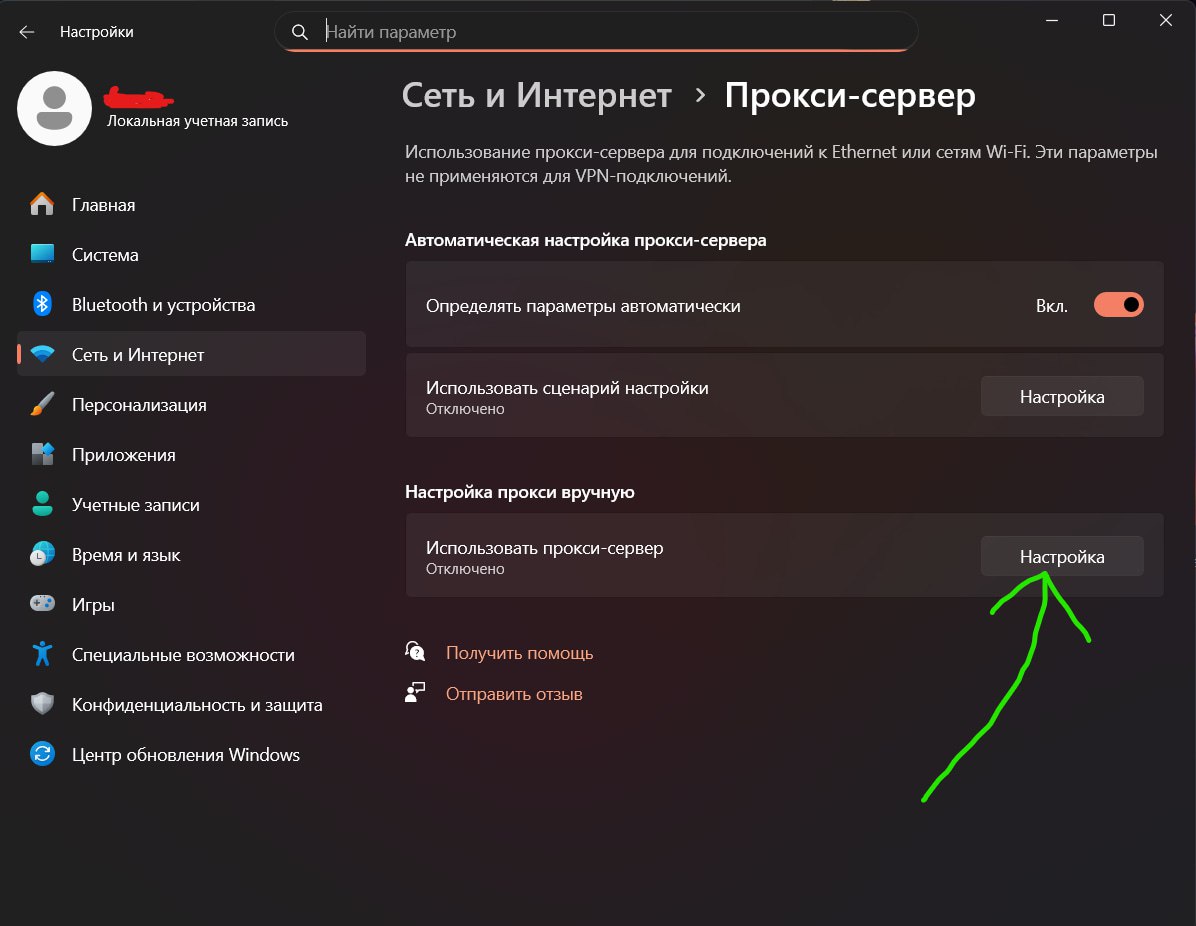 Настройки
Найти параметр
Локальная учетная запись
Главная
Система
Bluetooth и устройства
Сеть и Интернет
Персонализация
Приложения
Учетные записи
Время и язык
Игры
Специальные возможности
Конфиденциальность и защита
Центр обновления Windows
Сеть и Интернет > Прокси-сервер
Использование прокси-сервера для подключений к Ethernet или сетям Wi-Fi. Эти параметры
не применяются для VPN-подключений.
Автоматическая настройка прокси-сервера
Определять параметры автоматически Вкл.
Использовать сценарий настройки
Отключено
Настройка
Настройка прокси вручную
Использовать прокси-сервер
Отключено
Настройка
Получить помощь
Отправить отзыв